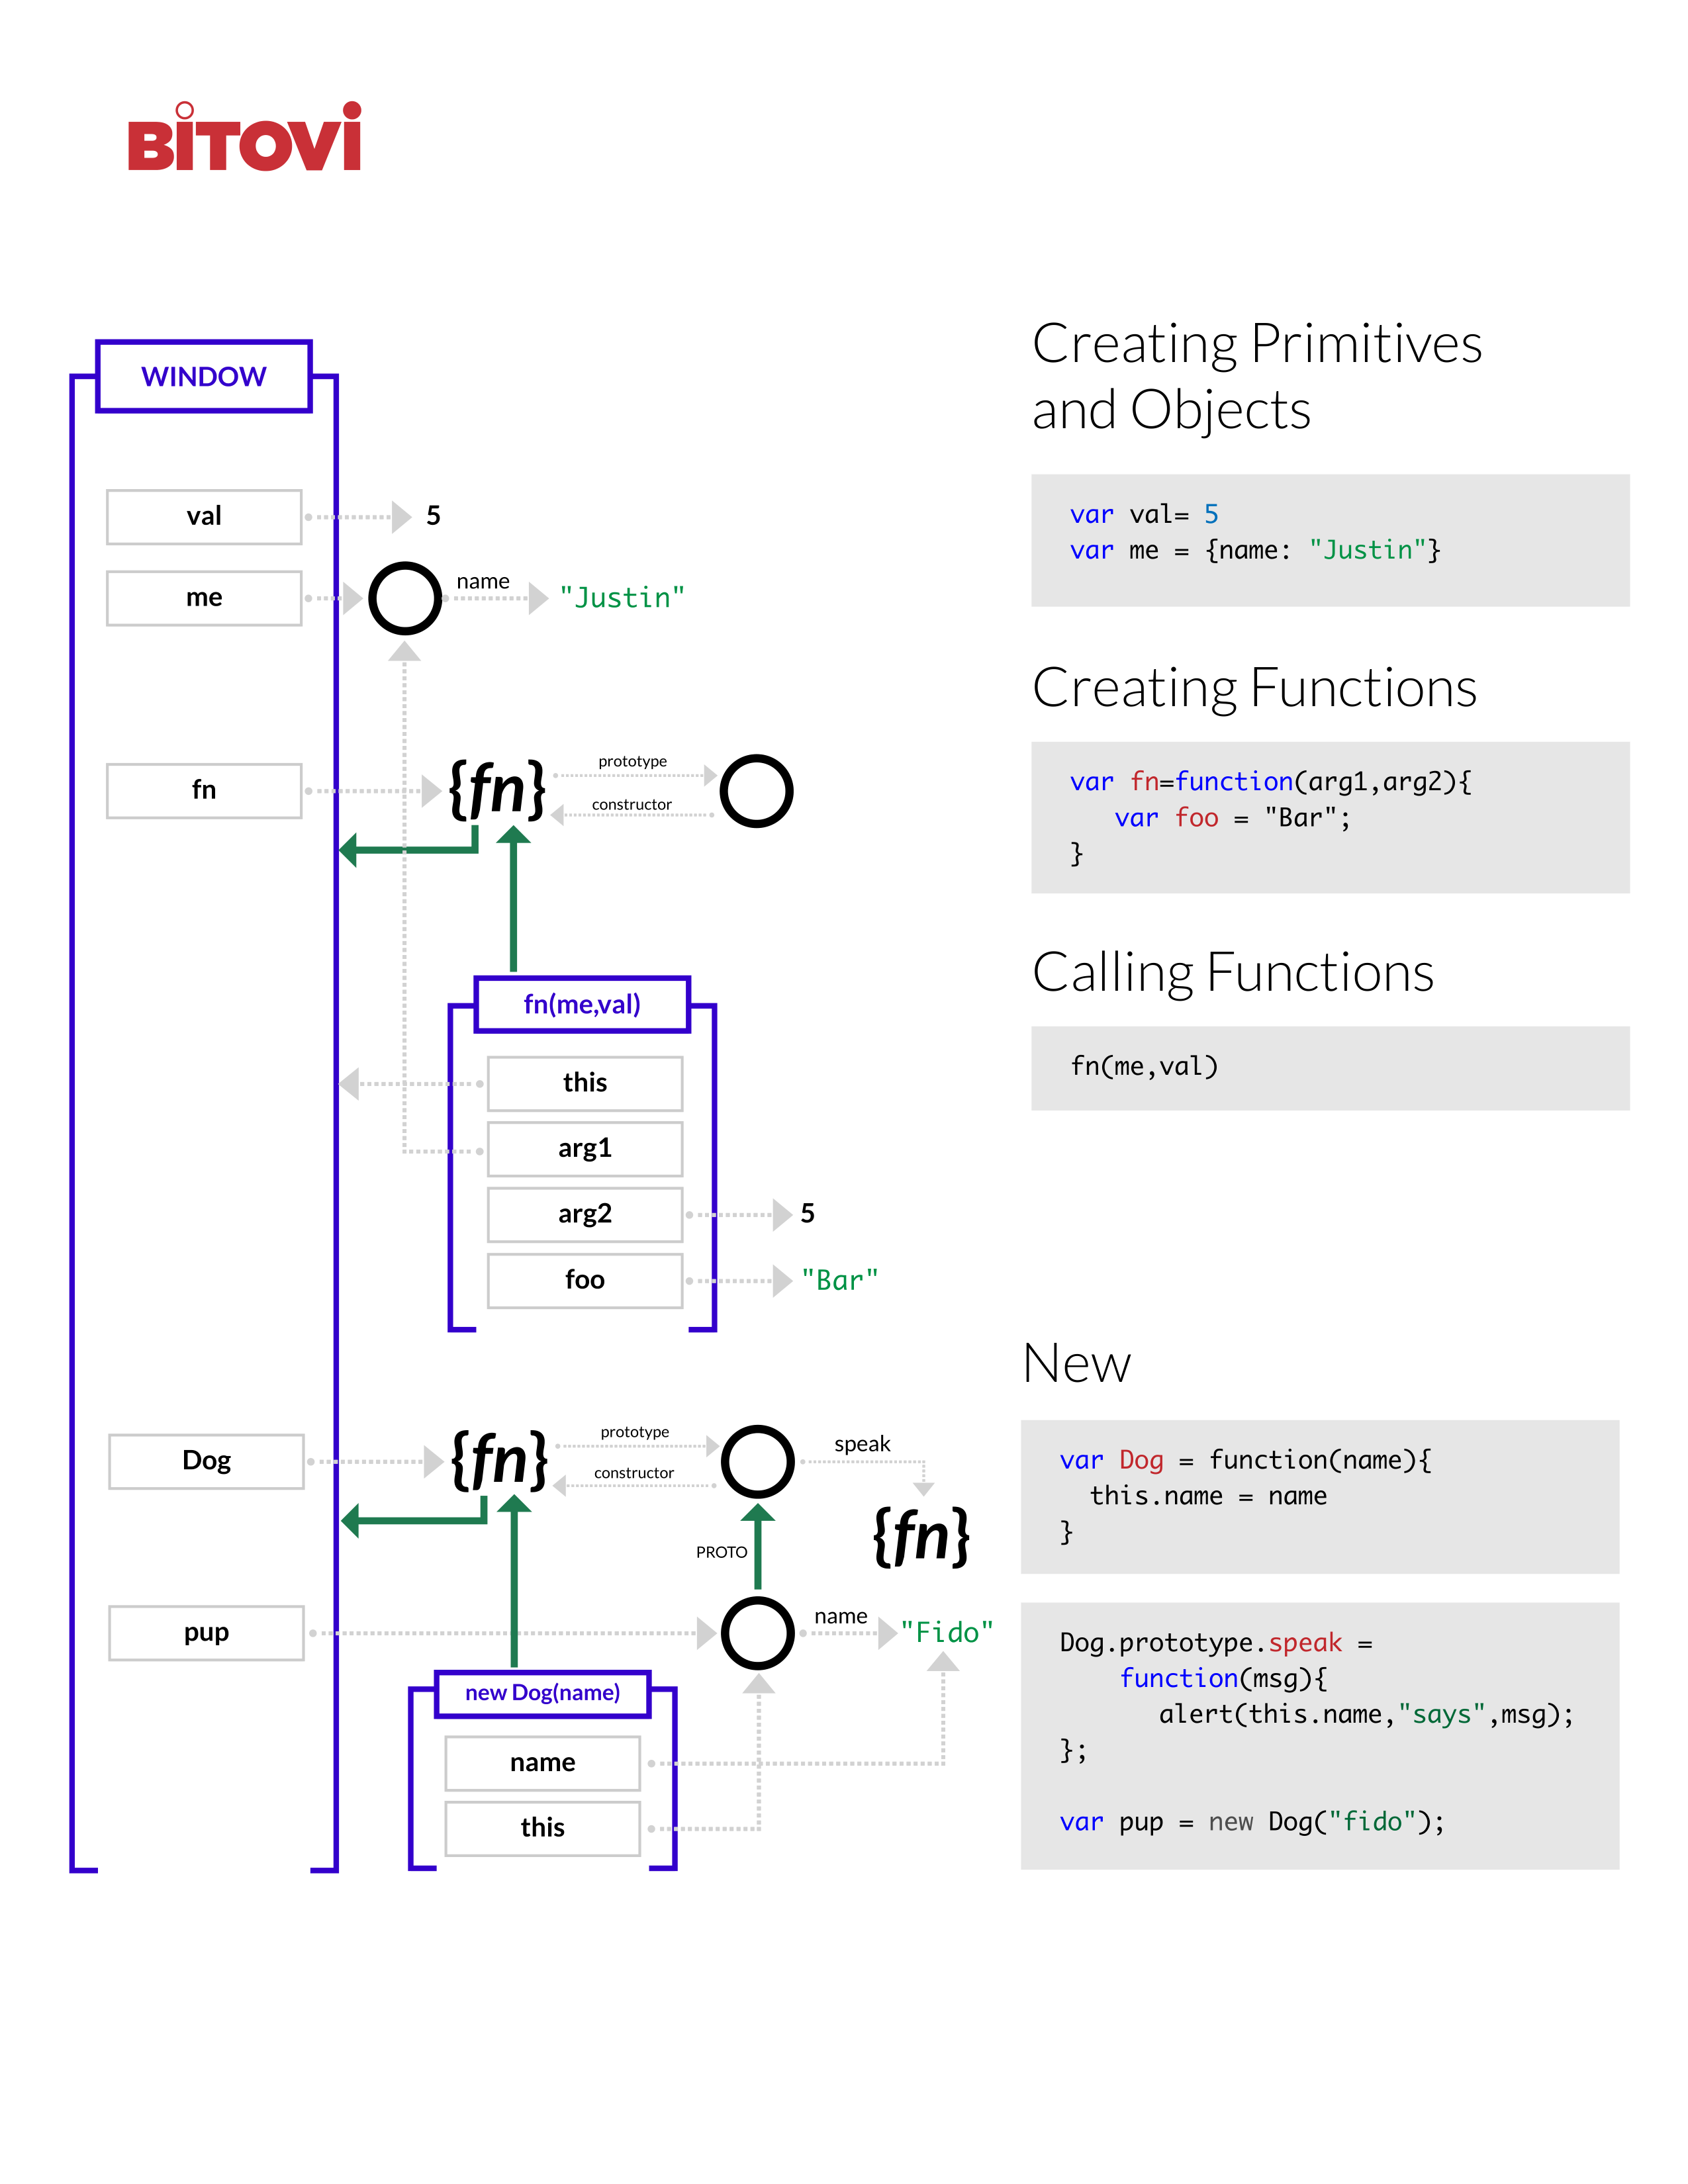 BiTOVi
WINDOW
val
5
me
name
"Justin"
fn
{fn}
prototype
constructor
fn(me,val)
this
arg1
arg2
5
foo
"Bar"
Dog
{fn}
prototype
constructor
speak
{fn}
PROTO
pup
name
"Fido"
new Dog(name)
name
this
Creating Primitives
and Objects
var val= 5
var me = {name: "Justin"}
Creating Functions
var fn=function(arg1,arg2){
var foo = "Bar";
}
Calling Functions
fn(me,val)
New
var Dog = function(name){
this.name = name
}
Dog.prototype.speak =
function(msg){
alert(this.name,"says",msg);
};
var pup = new Dog("fido");